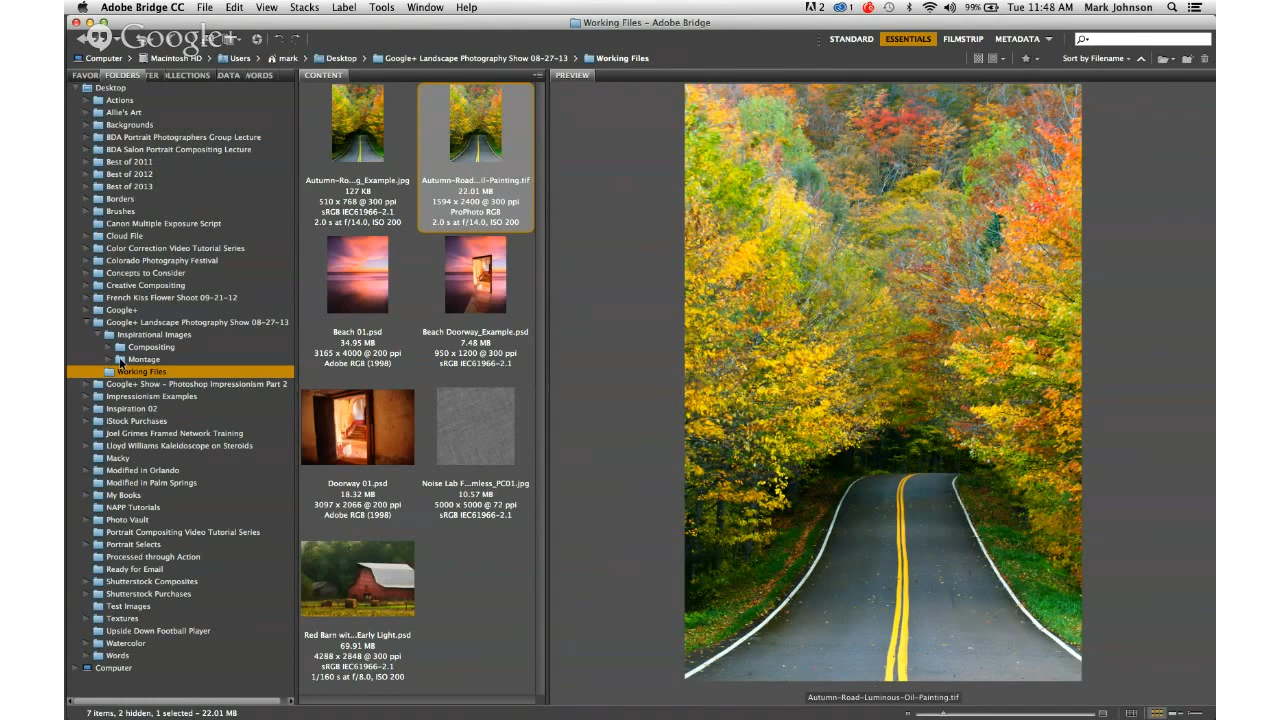 Adobe Bridge CC File Edit View Stacks Label Tools Window Help
2 1 99% Tue 11:48 AM Mark Johnson
Working Files – Adobe Bridge
Google+
ESSENTIALS STANDARD FILMSTRIP METADATA
Computer Macintosh HD Users mark Desktop Google+ Landscape Photography Show 08-27-13 Working Files
Sort by Filename
FAVOR FOLDERS TER ILLECTIONS DATA WORDS
CONTENT
PREVIEW
Desktop
Actions
Allie's Art
Backgrounds
BDA Portrait Photographers Group Lecture
BDA Salon Portrait Compositing Lecture
Best of 2011
Best of 2012
Best of 2013
Borders
Brushes
Canon Multiple Exposure Script
Cloud File
Color Correction Video Tutorial Series
Colorado Photography Festival
Concepts to Consider
Creative Compositing
French Kiss Flower Shoot 09-21-12
Google+
Google+ Landscape Photography Show 08-27-13
Inspirational Images
Compositing
Montage
Working Files
Google+ Show - Photoshop Impressionism Part 2
Impressionism Examples
Inspiration 02
iStock Purchases
Joel Grimes Framed Network Training
Lloyd Williams Kaleidoscope on Steroids
Macky
Modified in Orlando
Modified in Palm Springs
My Books
NAPP Tutorials
Photo Vault
Portrait Compositing Video Tutorial Series
Portrait Selects
Processed through Action
Ready for Email
Shutterstock Composites
Shutterstock Purchases
Test Images
Textures
Upside Down Football Player
Watercolor
Words
Computer
Autumn-Ro...g_Example.jpg
127 KB
510 x 768 @ 300 ppi
sRGB IEC61966-2.1
2.0 s at f/14.0, ISO 200
Autumn-Road...il-Painting.tif
22.01 MB
1594 x 2400 @ 300 ppi
ProPhoto RGB
2.0 s at f/14.0, ISO 200
Beach 01.psd
34.95 MB
3165 x 4000 @ 200 ppi
Adobe RGB (1998)
Beach Doorway_Example.psd
7.48 MB
950 x 1200 @ 300 ppi
sRGB IEC61966-2.1
Doorway 01.psd
18.32 MB
3097 x 2066 @ 200 ppi
Adobe RGB (1998)
Noise Lab F...mless_PC01.jpg
10.57 MB
5000 x 5000 @ 72 ppi
sRGB IEC61966-2.1
Red Barn wit...Early Light.psd
69.91 MB
4288 x 2848 @ 300 ppi
sRGB IEC61966-2.1
1/160 s at f/8.0, ISO 200
Autumn-Road-Luminous-Oil-Painting.tif
7 items, 2 hidden, 1 selected - 22.01 MB